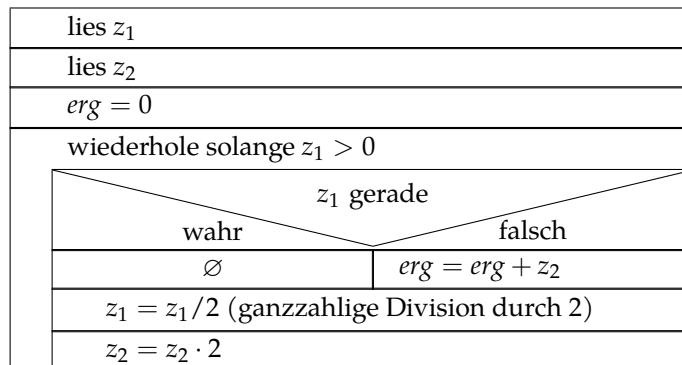 lies z₁
lies z₂
erg = 0
wiederhole solange z₁ > 0
z₁ gerade
wahr falsch
∅ erg = erg + z₂
z₁ = z₁/2 (ganzzahlige Division durch 2)
z₂ = z₂ · 2